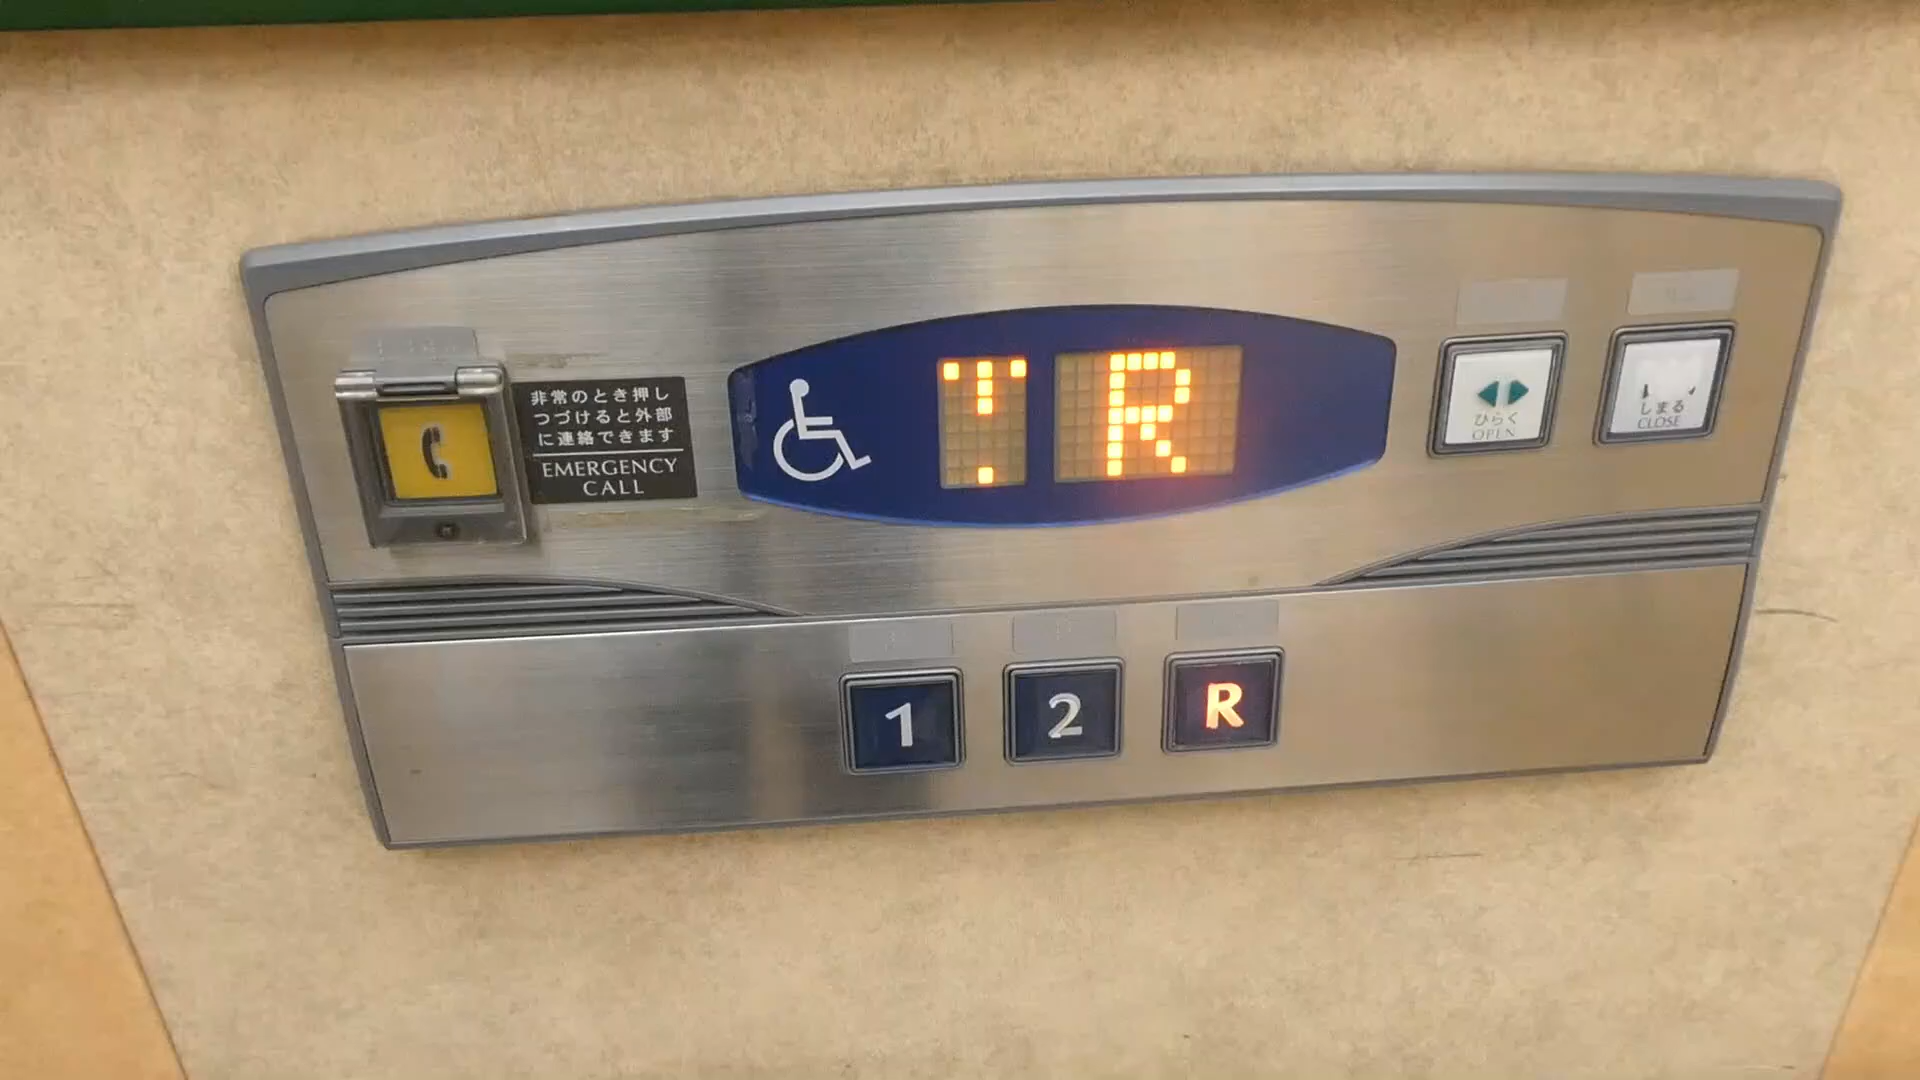 非常のとき押し
つづけると外部
に連絡できます
EMERGENCY
CALL
R
ひらく
OPEN
しまる
CLOSE
1
2
R